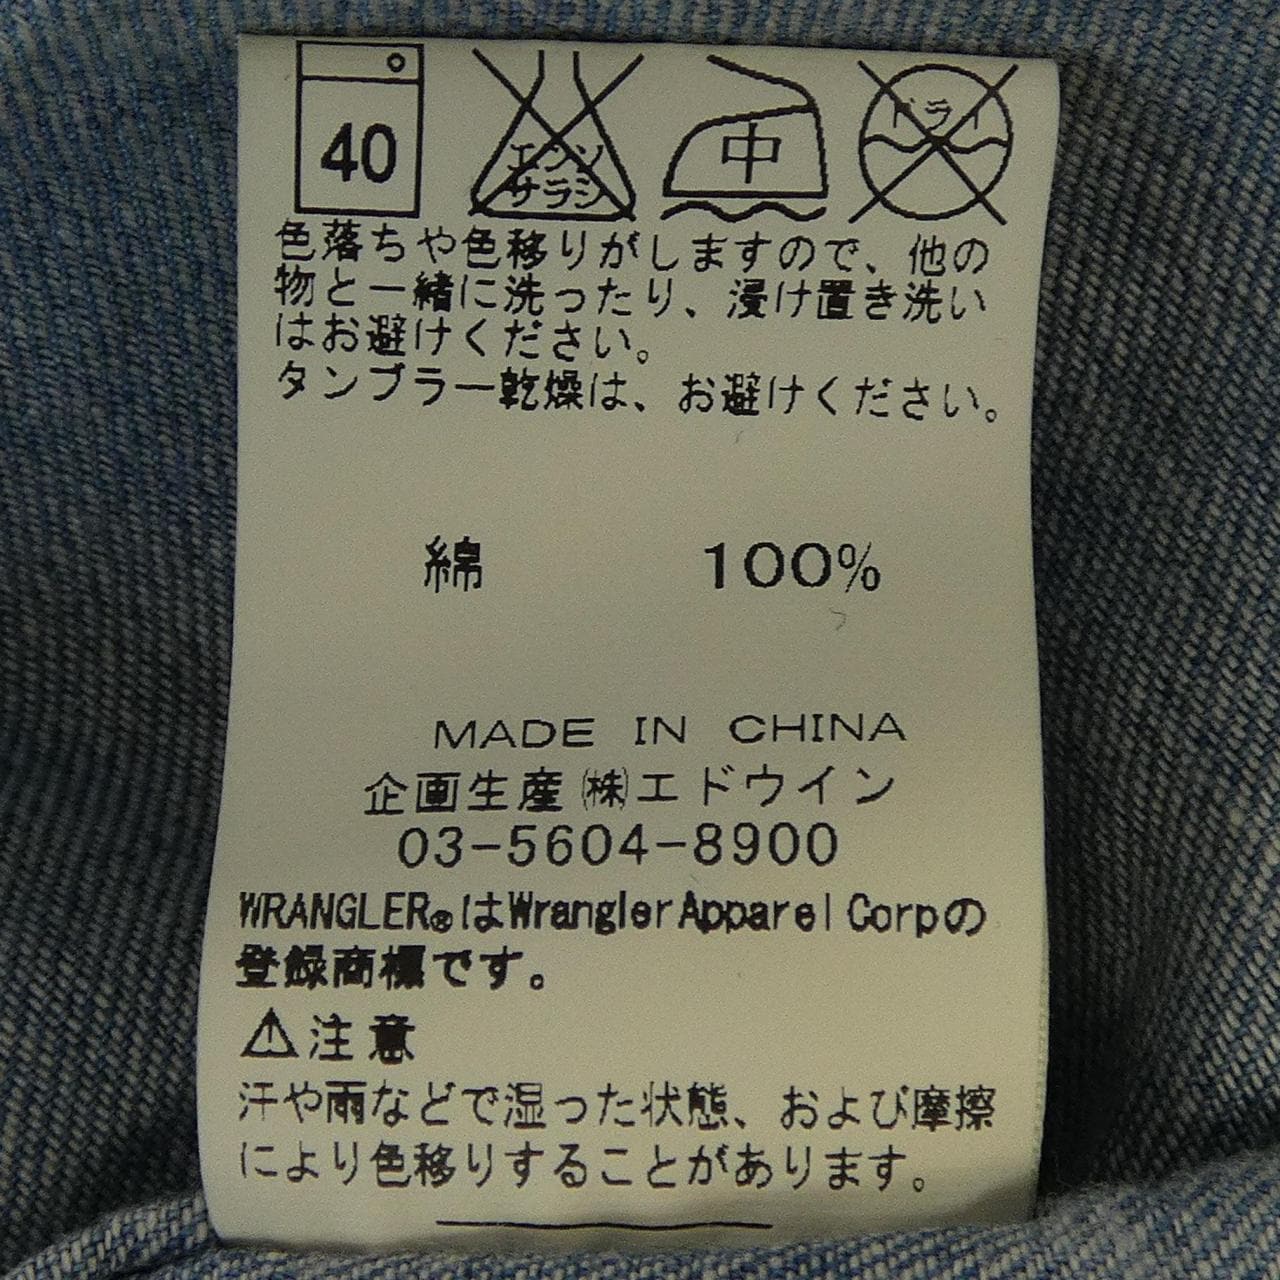 40 エンソ 中 ドライ
サラシ
色落ちや色移りがしますので、他の
物と一緒に洗ったり、浸け置き洗い
はお避けください。
タンブラー乾燥は、お避けください。
綿 100%
MADE IN CHINA
企画生産㈱エドウイン
03-5604-8900
WRANGLER®はWrangler Apparel Corpの
登録商標です。
⚠注意
汗や雨などで湿った状態、および摩擦
により色移りすることがあります。